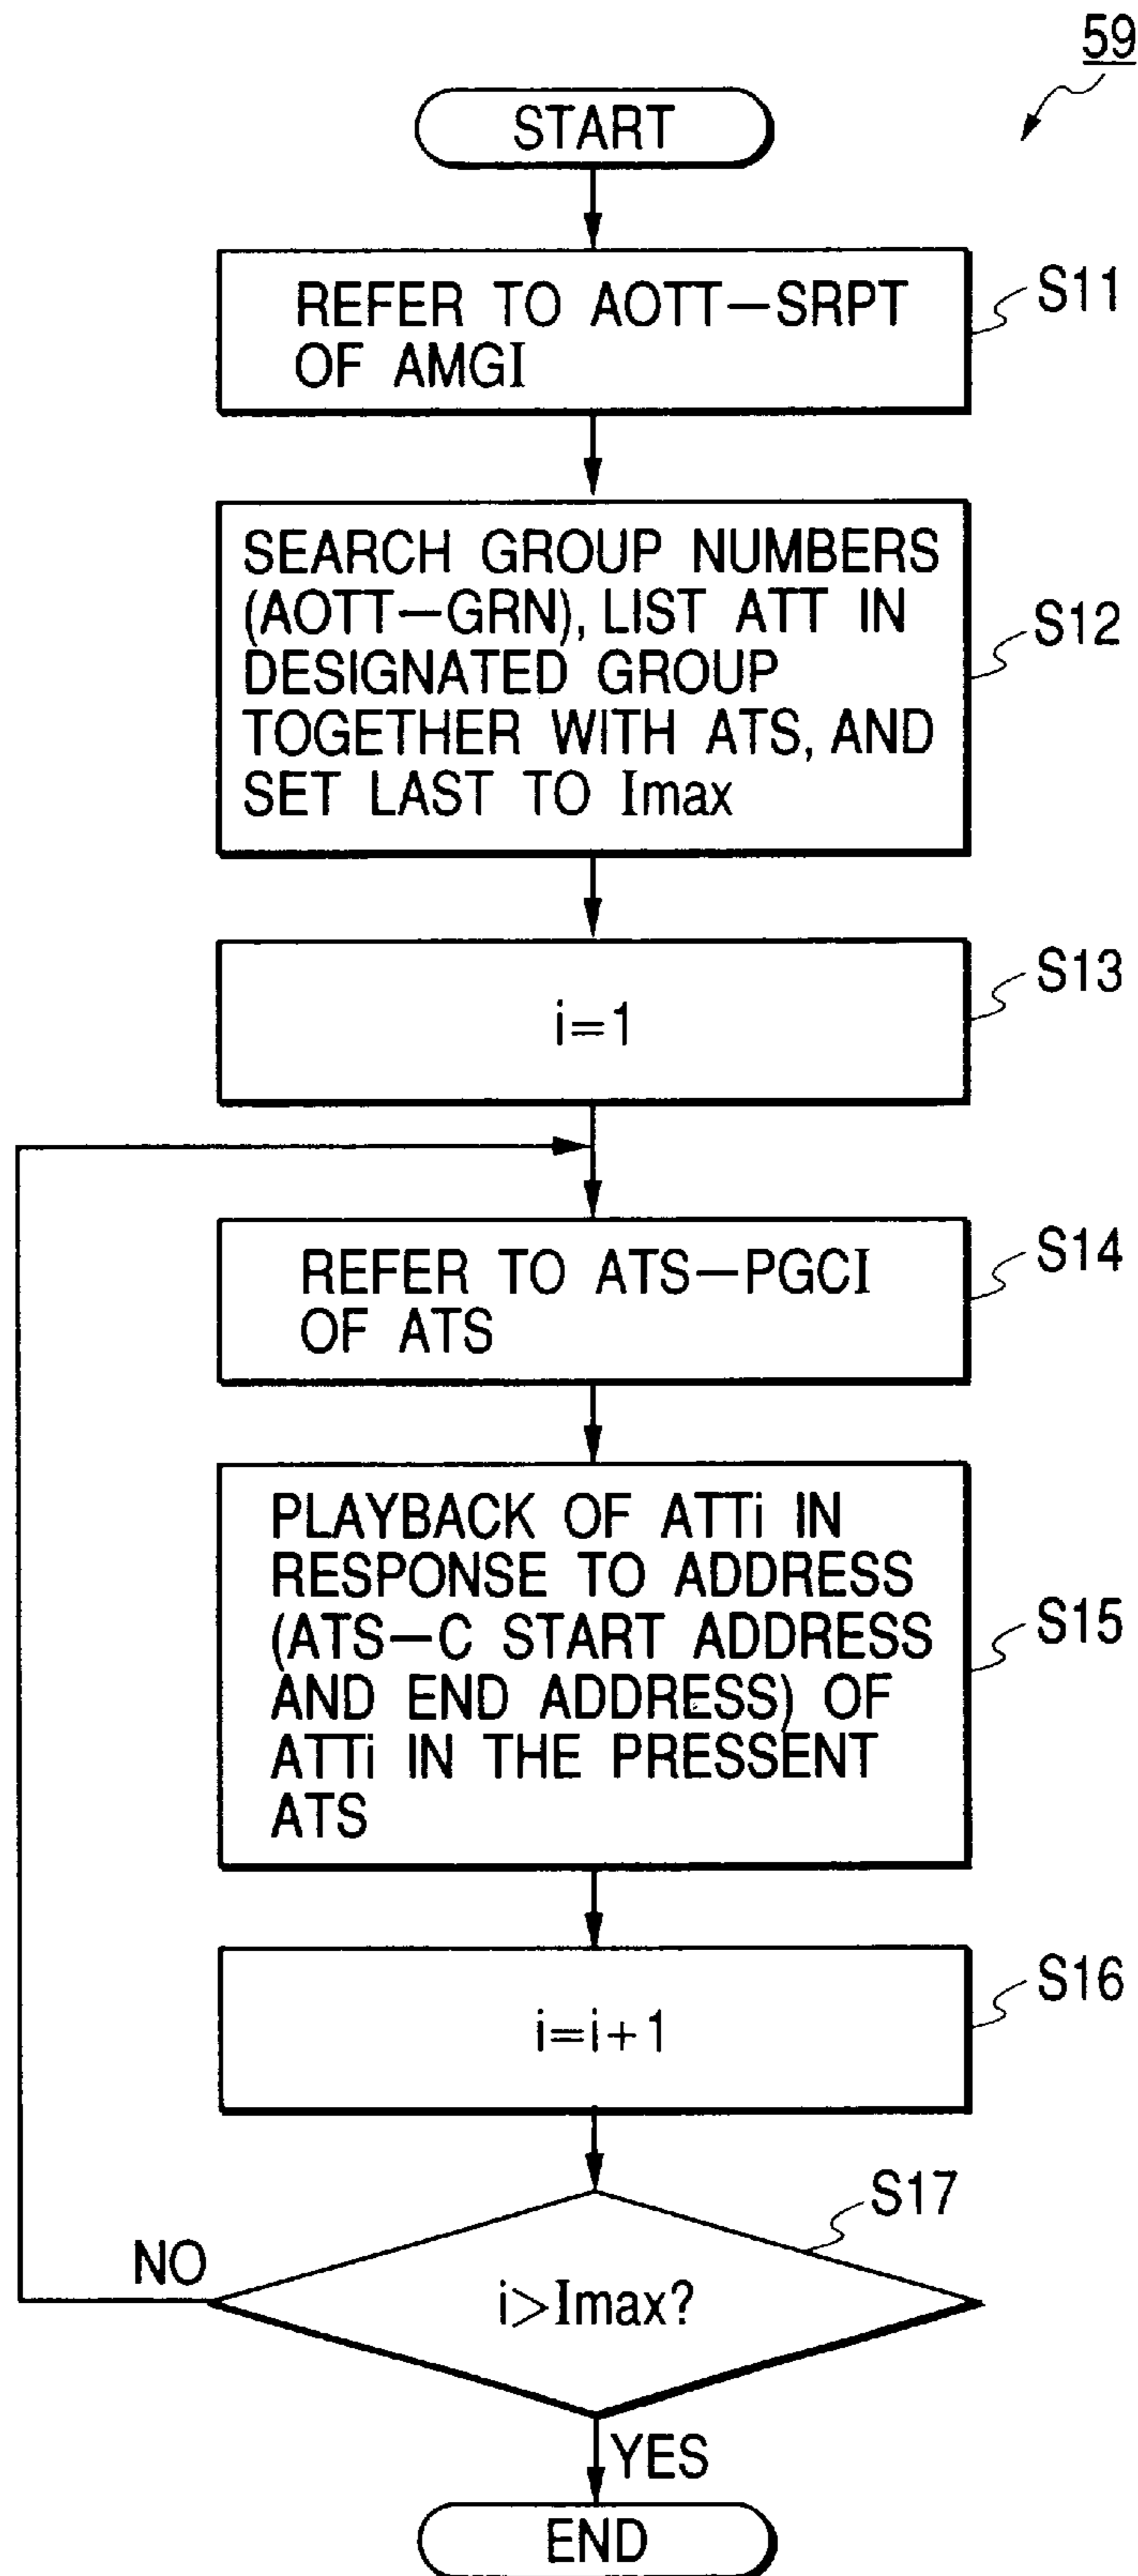 59
START
REFER TO AOTT-SRPT
OF AMGI
S11
SEARCH GROUP NUMBERS
(AOTT-GRN), LIST ATT IN
DESIGNATED GROUP
TOGETHER WITH ATS, AND
SET LAST TO Imax
S12
i=1
S13
REFER TO ATS-PGCI
OF ATS
S14
PLAYBACK OF ATTi IN
RESPONSE TO ADDRESS
(ATS-C START ADDRESS
AND END ADDRESS) OF
ATTi IN THE PRESSENT
ATS
S15
i=i+1
S16
S17
NO
i>Imax?
YES
END